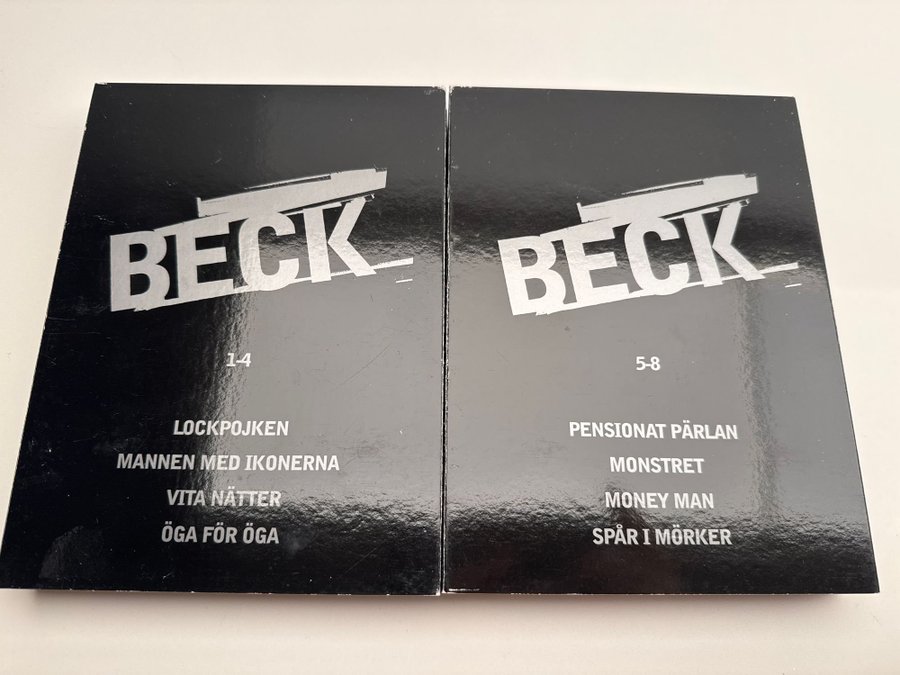 BECK
1-4
LOCKPOJKEN
MANNEN MED IKONERNA
VITA NÄTTER
ÖGA FÖR ÖGA
BECK
5-8
PENSIONAT PÄRLAN
MONSTRET
MONEY MAN
SPÅR I MÖRKER